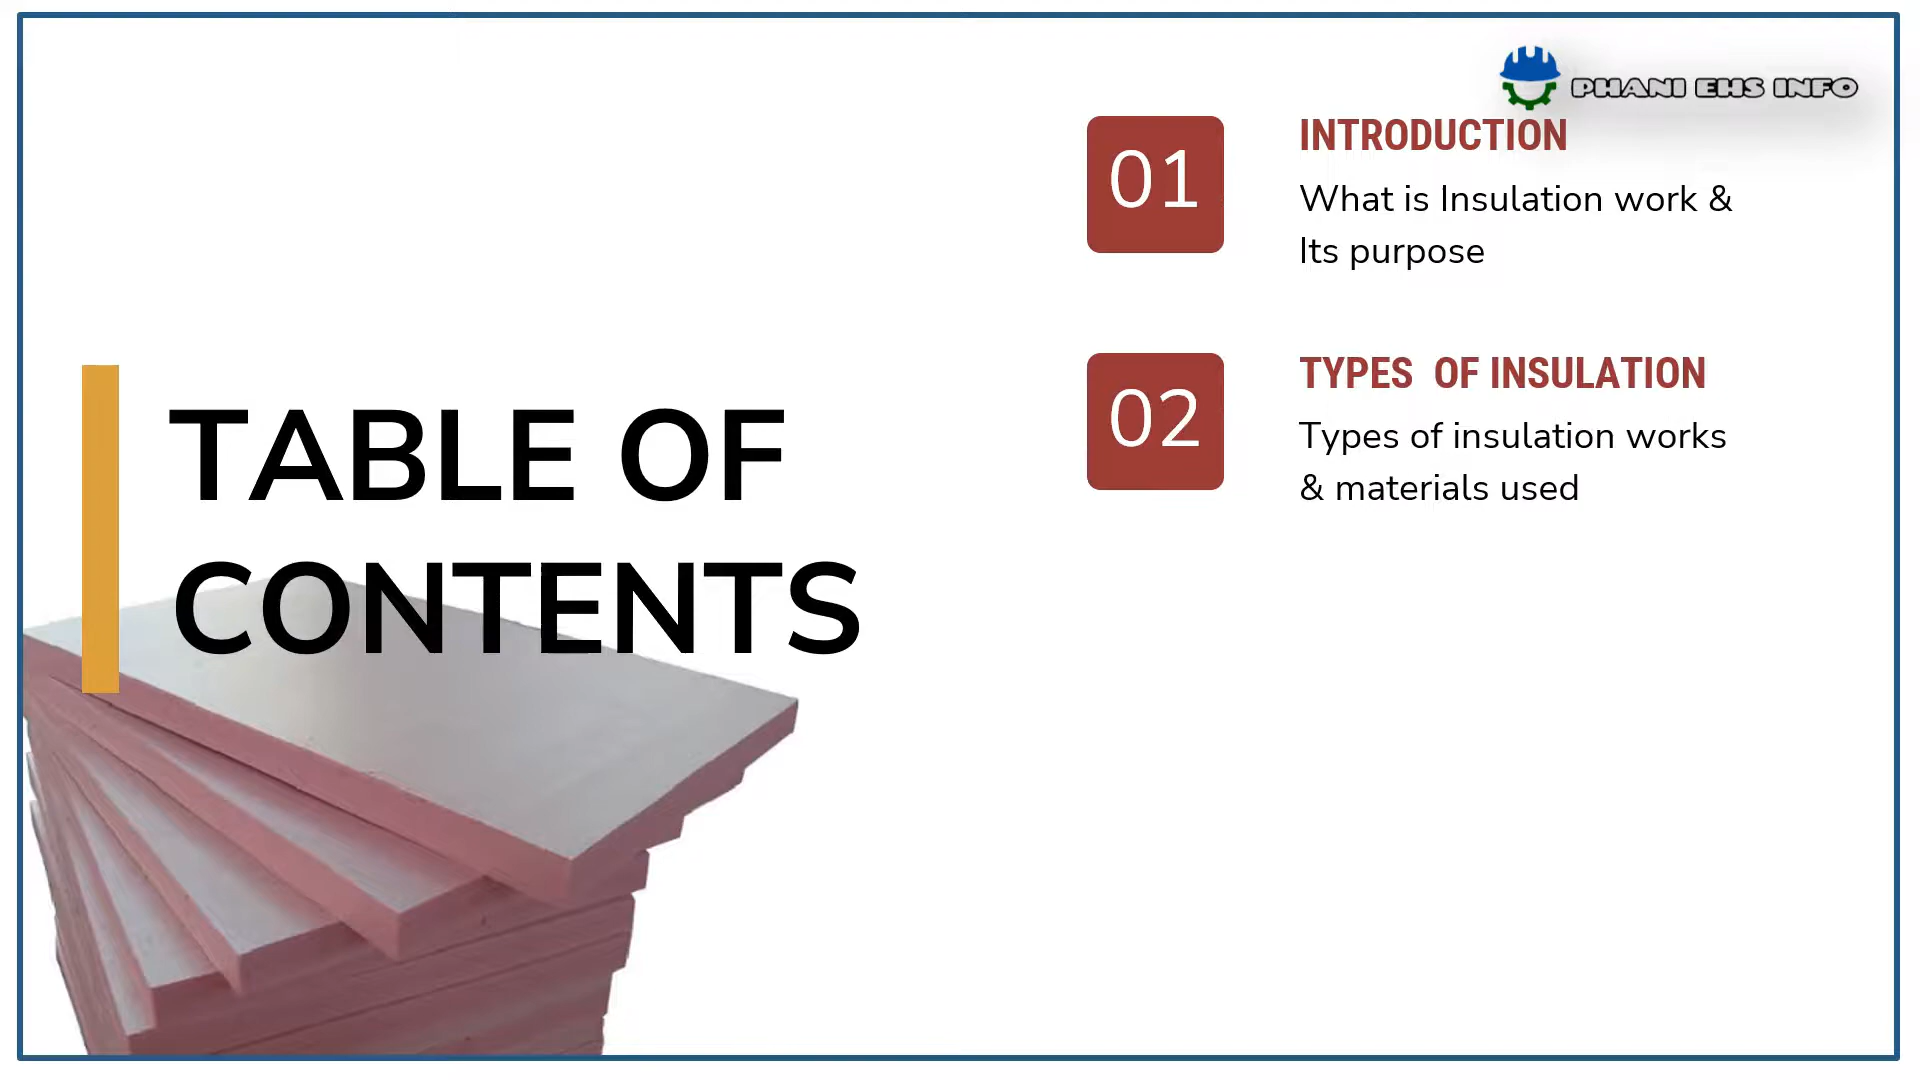 PHANI EHS INFO
TABLE OF
CONTENTS
01
INTRODUCTION
What is Insulation work &
Its purpose
02
TYPES  OF INSULATION
Types of insulation works
& materials used